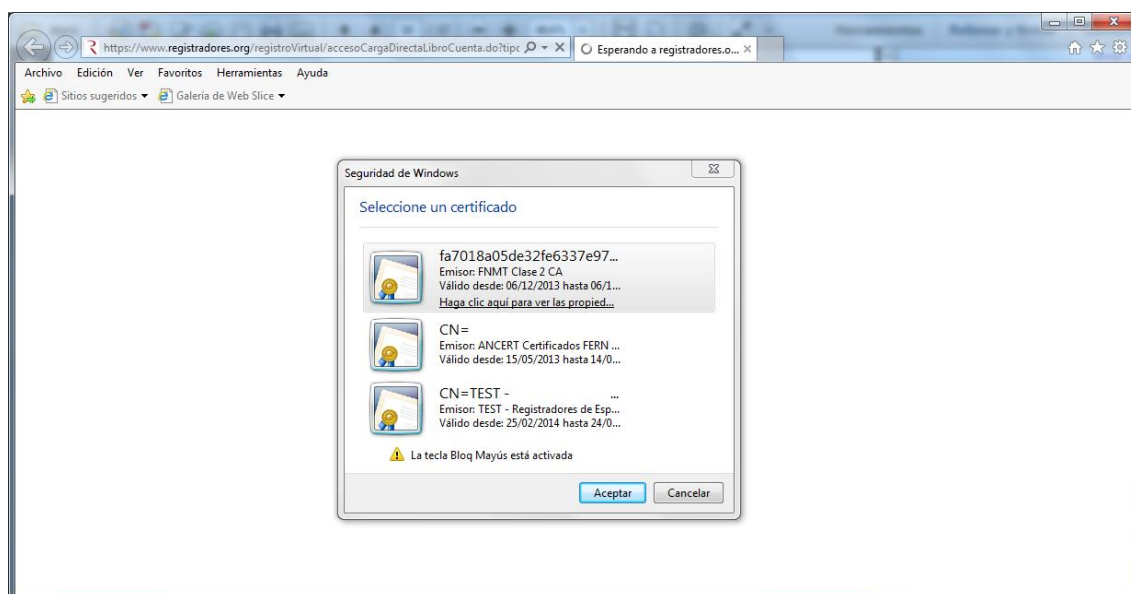 https://www.registradores.org/registroVirtual/accesoCargaDirectaLibroCuenta.do?tipc
Esperando a registradores.o...
Archivo Edición Ver Favoritos Herramientas Ayuda
Sitios sugeridos Galería de Web Slice
Seguridad de Windows
Seleccione un certificado
fa7018a05de32fe6337e97...
Emisor: FNMT Clase 2 CA
Válido desde: 06/12/2013 hasta 06/1...
Haga clic aquí para ver las propied...
CN=
Emisor: ANCERT Certificados FERN ...
Válido desde: 15/05/2013 hasta 14/0...
CN=TEST - ...
Emisor: TEST - Registradores de Esp...
Válido desde: 25/02/2014 hasta 24/0...
La tecla Bloq Mayús está activada
Aceptar Cancelar